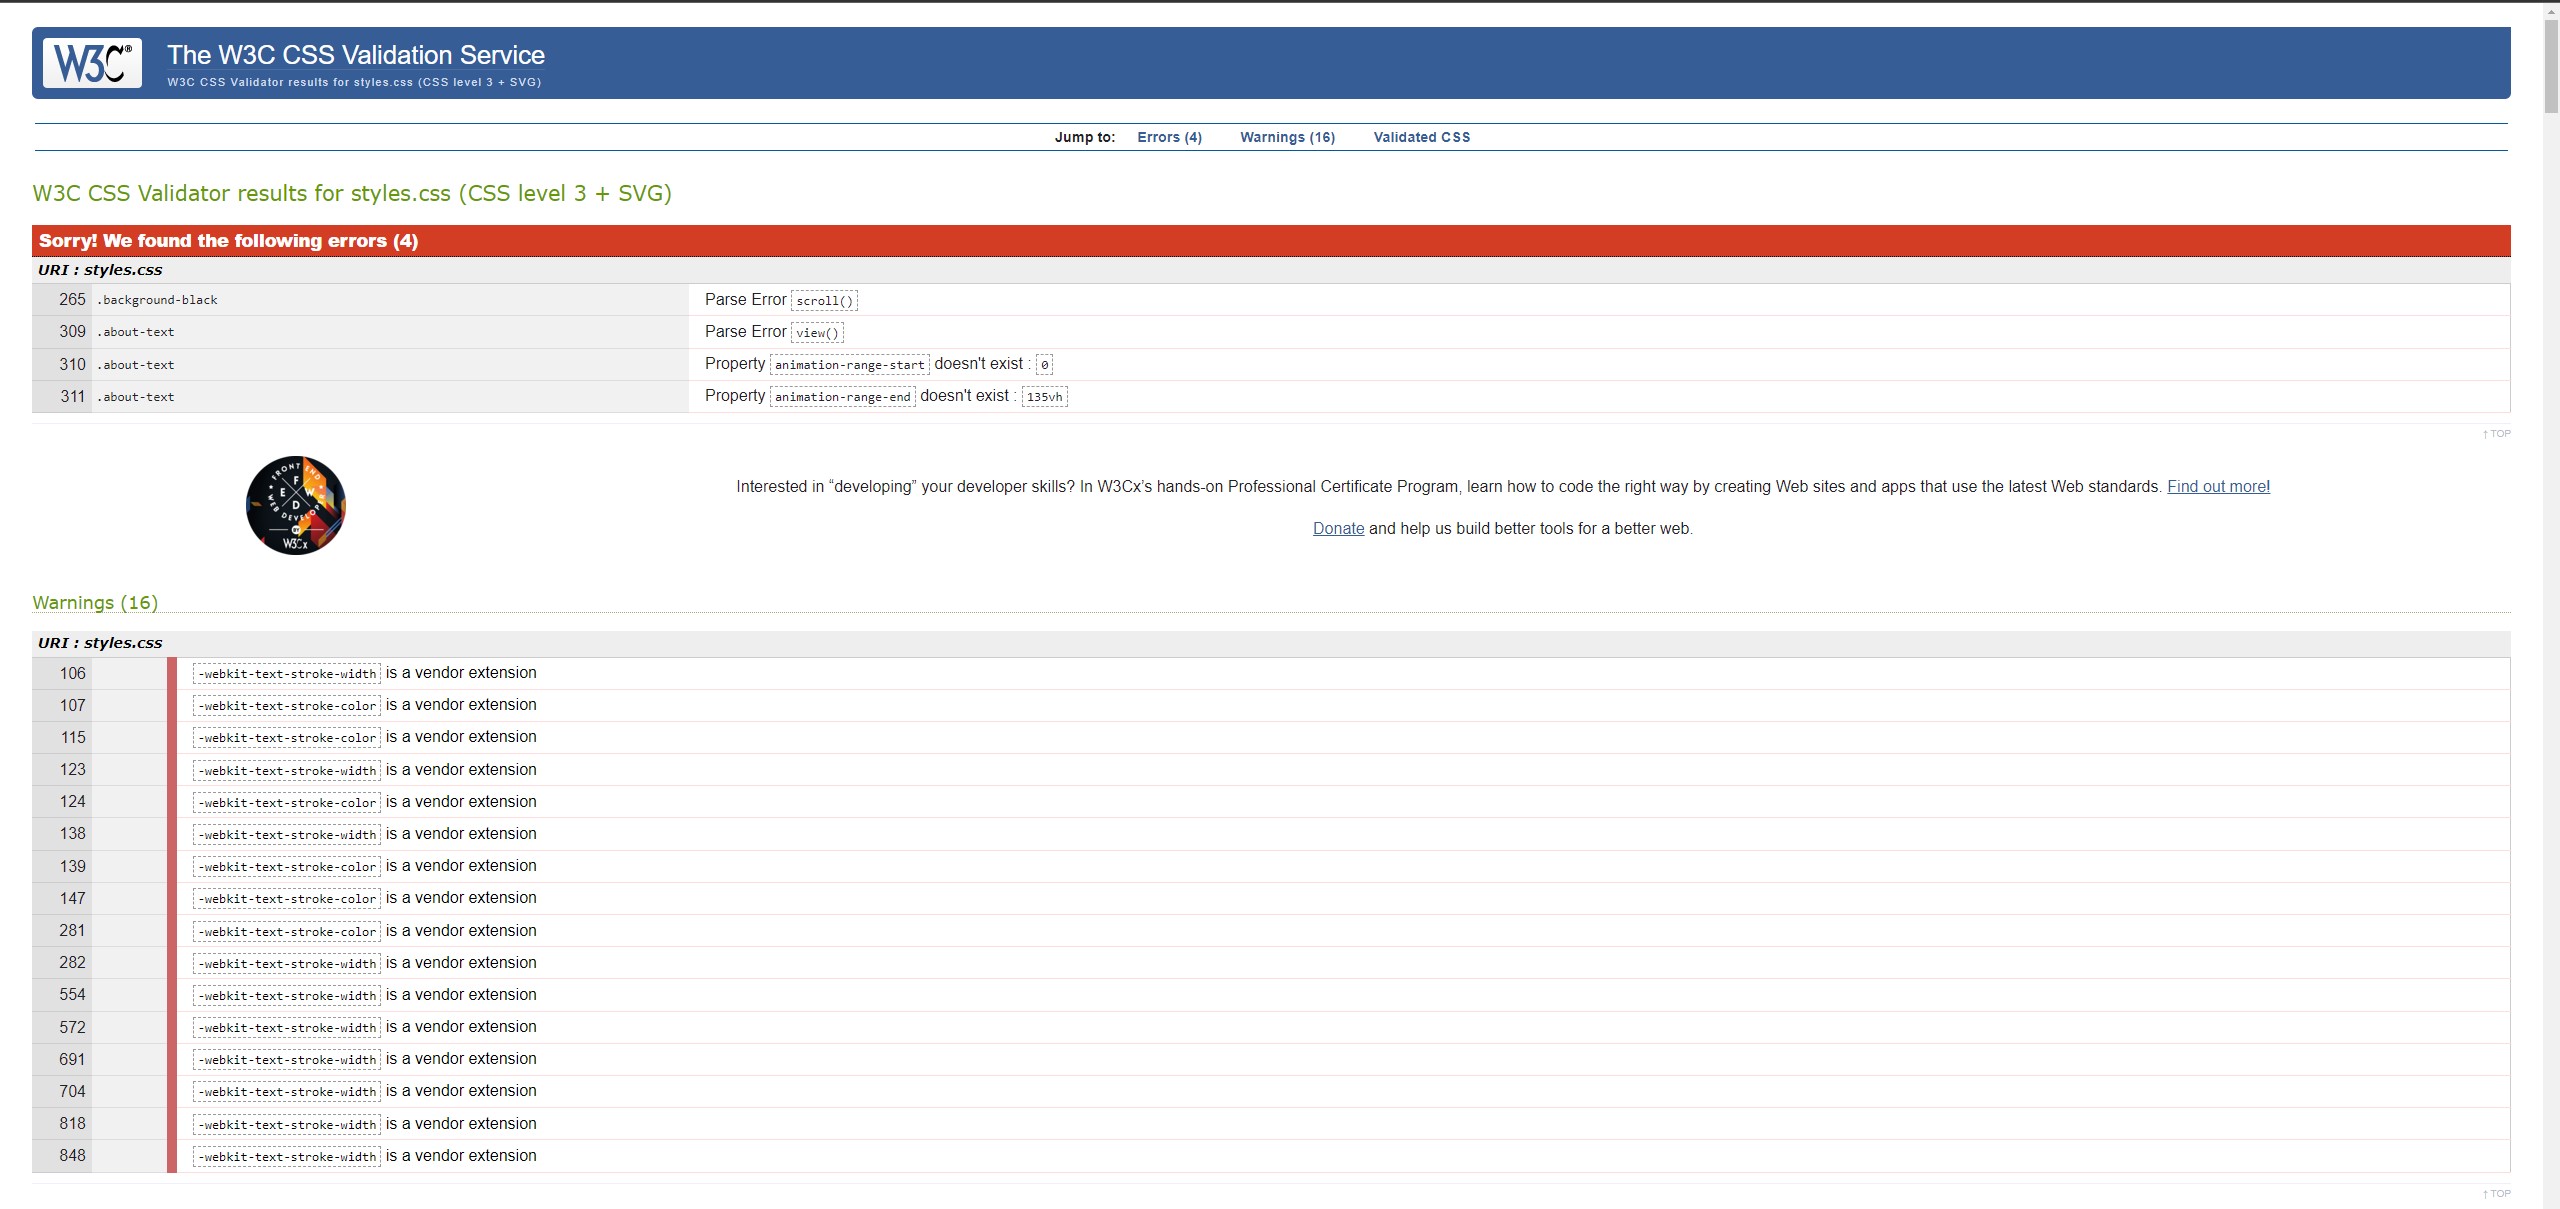 W3C®
The W3C CSS Validation Service
W3C CSS Validator results for styles.css (CSS level 3 + SVG)
Jump to: Errors (4) Warnings (16) Validated CSS
W3C CSS Validator results for styles.css (CSS level 3 + SVG)
Sorry! We found the following errors (4)
URI : styles.css
265 .background-black Parse Error scroll()
309 .about-text Parse Error view()
310 .about-text Property animation-range-start doesn't exist : 0
311 .about-text Property animation-range-end doesn't exist : 135vh
↑ TOP
FRONT END
F
E W
D
WEB DEVELOPER
BY
W3Cx
Interested in “developing” your developer skills? In W3Cx’s hands-on Professional Certificate Program, learn how to code the right way by creating Web sites and apps that use the latest Web standards. Find out more!
Donate and help us build better tools for a better web.
Warnings (16)
URI : styles.css
106 -webkit-text-stroke-width is a vendor extension
107 -webkit-text-stroke-color is a vendor extension
115 -webkit-text-stroke-color is a vendor extension
123 -webkit-text-stroke-width is a vendor extension
124 -webkit-text-stroke-color is a vendor extension
138 -webkit-text-stroke-width is a vendor extension
139 -webkit-text-stroke-color is a vendor extension
147 -webkit-text-stroke-color is a vendor extension
281 -webkit-text-stroke-color is a vendor extension
282 -webkit-text-stroke-width is a vendor extension
554 -webkit-text-stroke-width is a vendor extension
572 -webkit-text-stroke-width is a vendor extension
691 -webkit-text-stroke-width is a vendor extension
704 -webkit-text-stroke-width is a vendor extension
818 -webkit-text-stroke-width is a vendor extension
848 -webkit-text-stroke-width is a vendor extension
↑ TOP